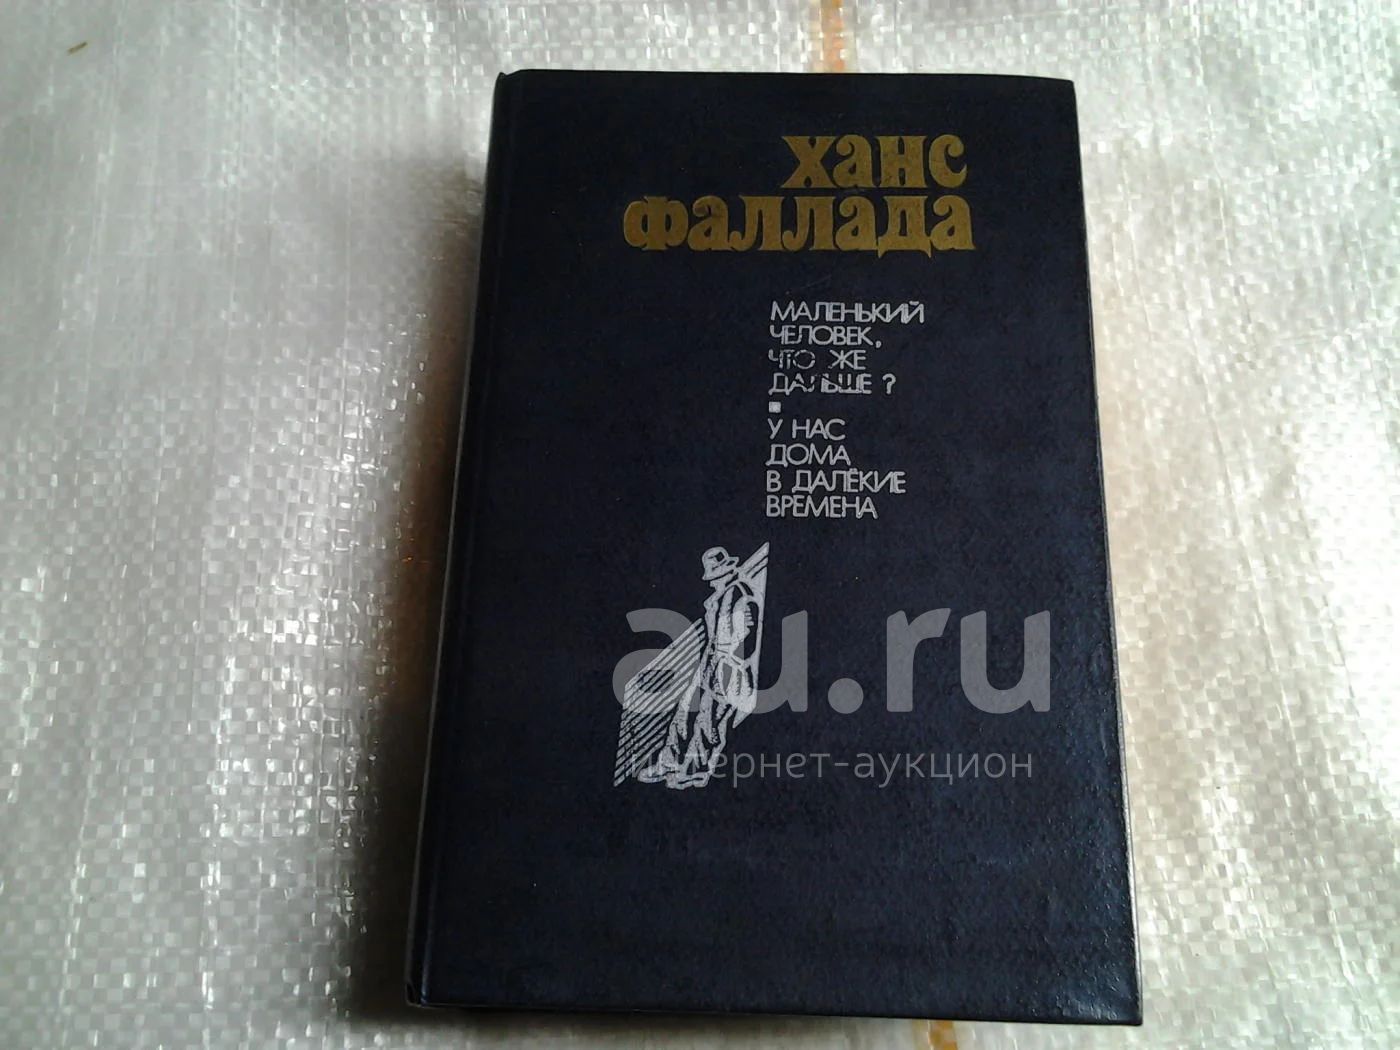 ханс
фаллада
МАЛЕНЬКИЙ
ЧЕЛОВЕК,
ЧТО ЖЕ
ДАЛЬШЕ?
У НАС
ДОМА
В ДАЛЁКИЕ
ВРЕМЕНА
au.ru
интернет-аукцион